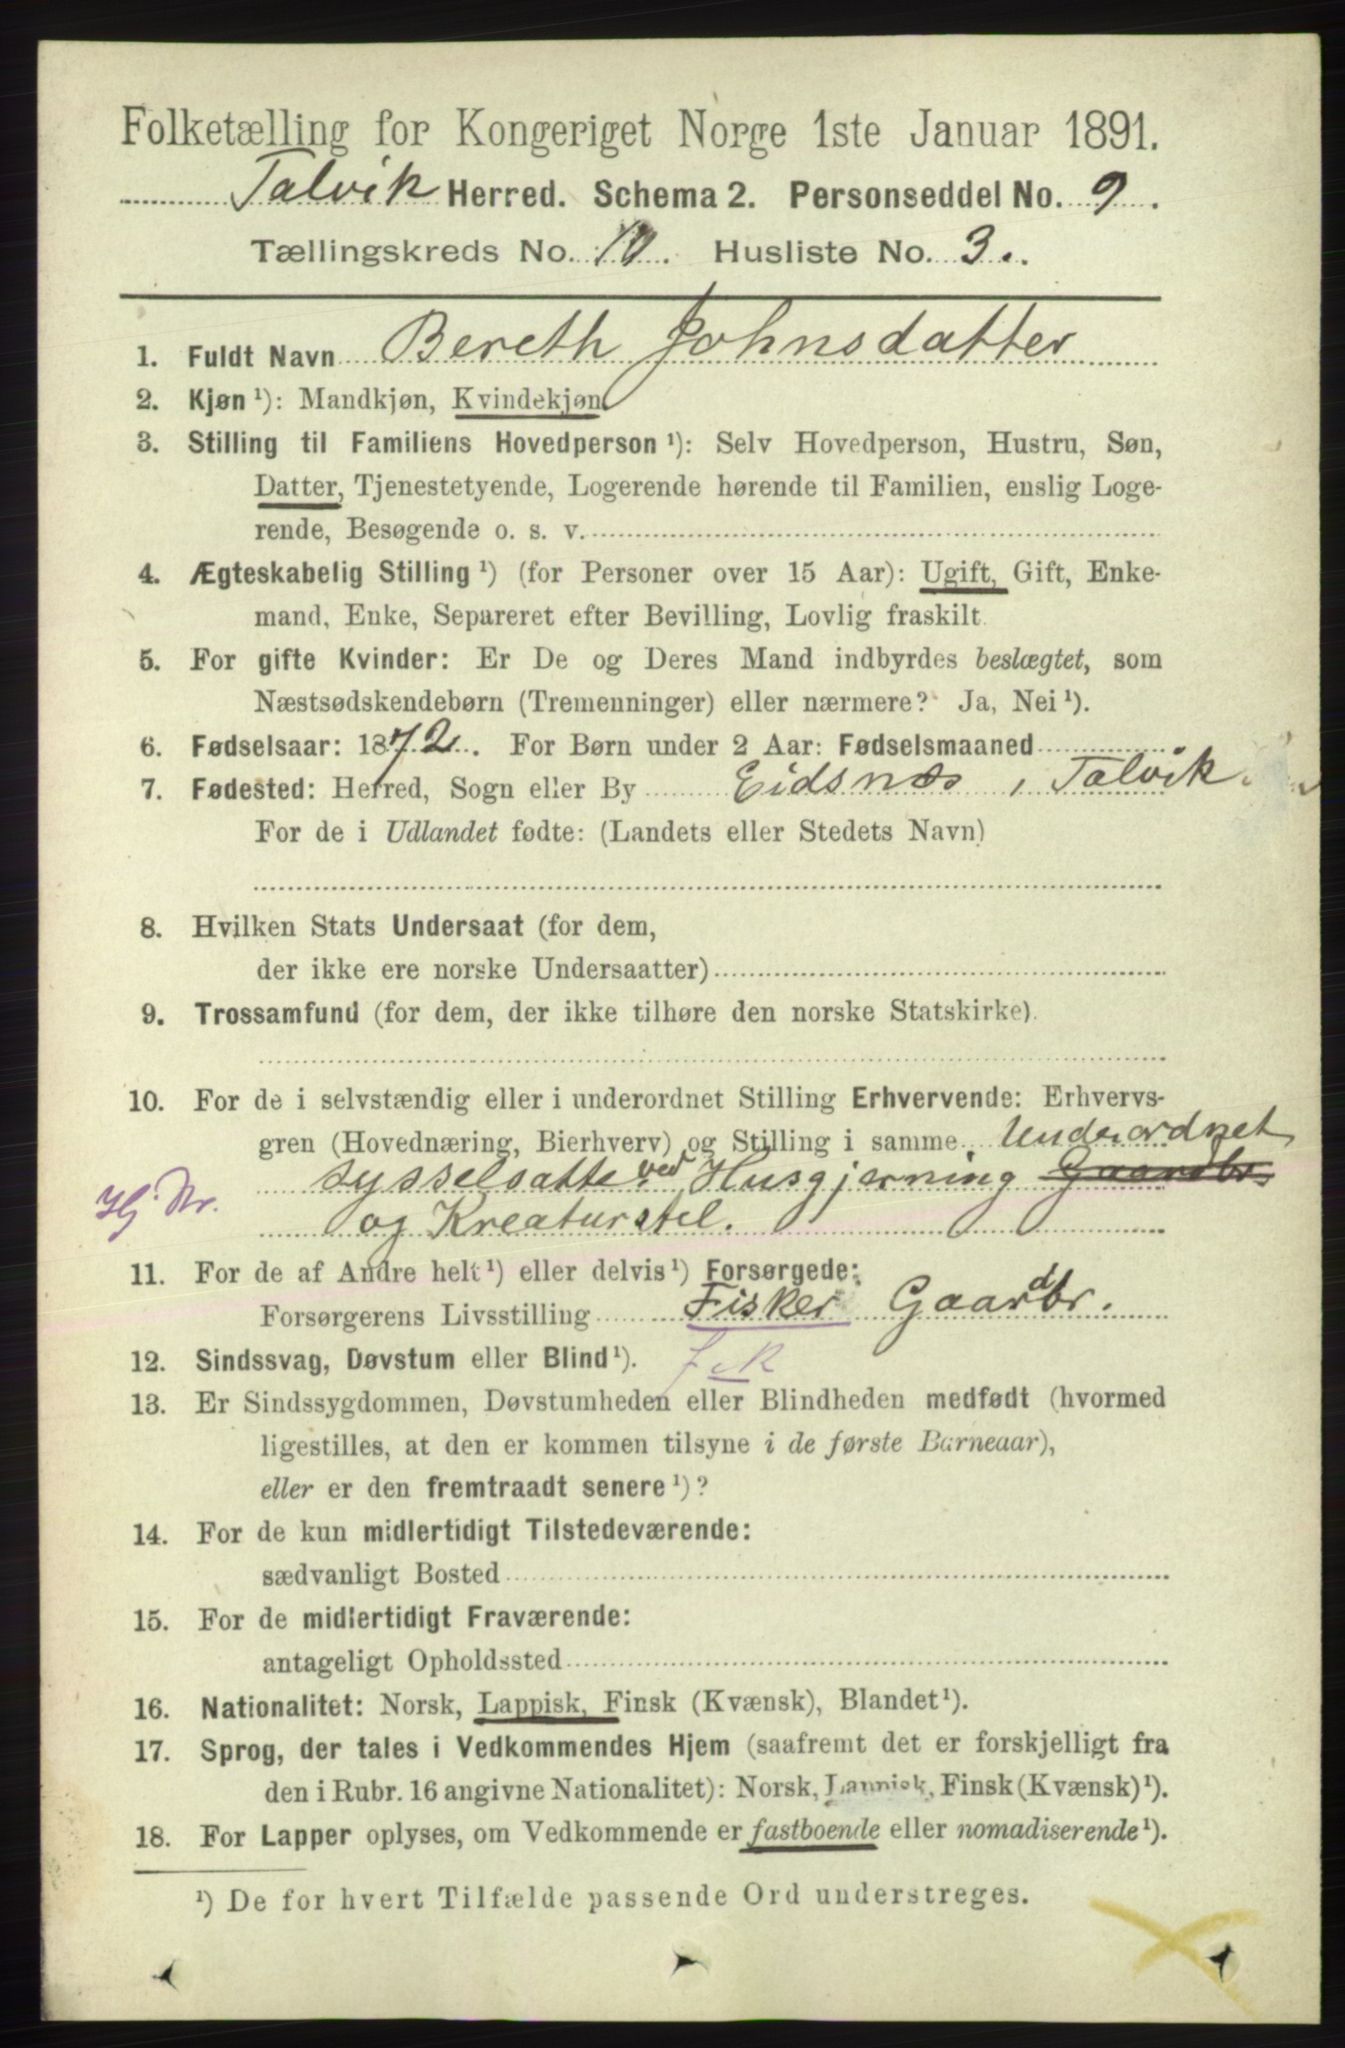 Folketælling for Kongeriget Norge 1ste Januar 1891.
Talvik Herred. Schema 2. Personseddel No. 9.
Tællingskreds No. 10. Husliste No. 3.
1. Fuldt Navn Bereth Johnsdatter
2. Kjøn ¹): Mandkjøn, Kvindekjøn.
3. Stilling til Familiens Hovedperson ¹): Selv Hovedperson, Hustru, Søn,
Datter, Tjenestetyende, Logerende hørende til Familien, enslig Loge-
rende, Besøgende o. s. v.
4. Ægteskabelig Stilling ¹) (for Personer over 15 Aar): Ugift, Gift, Enke-
mand, Enke, Separeret efter Bevilling, Lovlig fraskilt
5. For gifte Kvinder: Er De og Deres Mand indbyrdes beslægtet, som
Næstsødskendebørn (Tremenninger) eller nærmere? Ja, Nei ¹).
6. Fødselsaar: 1872. For Børn under 2 Aar: Fødselsmaaned
7. Fødested: Herred, Sogn eller By Eidsnæs, Talvik.
For de i Udlandet fødte: (Landets eller Stedets Navn)
8. Hvilken Stats Undersaat (for dem,
der ikke ere norske Undersaatter)
9. Trossamfund (for dem, der ikke tilhøre den norske Statskirke).
10. For de i selvstændig eller i underordnet Stilling Erhvervende: Erhvervs-
gren (Hovednæring, Bierhverv) og Stilling i samme Underordnet
sysselsatte ved Husgjerning Gaardbr.
og Kreaturstel.
11. For de af Andre helt ¹) eller delvis ¹) Forsørgede:
Forsørgerens Livsstilling Fisker Gaardbr.
12. Sindssvag, Døvstum eller Blind ¹).
13. Er Sindssygdommen, Døvstumheden eller Blindheden medfødt (hvormed
ligestilles, at den er kommen tilsyne i de første Barneaar),
eller er den fremtraadt senere ¹)?
14. For de kun midlertidigt Tilstedeværende:
sædvanligt Bosted
15. For de midlertidigt Fraværende:
antageligt Opholdssted
16. Nationalitet: Norsk, Lappisk, Finsk (Kvænsk), Blandet ¹).
17. Sprog, der tales i Vedkommendes Hjem (saafremt det er forskjelligt fra
den i Rubr. 16 angivne Nationalitet): Norsk, Lappisk, Finsk (Kvænsk) ¹).
18. For Lapper oplyses, om Vedkommende er fastboende eller nomadiserende ¹).
¹) De for hvert Tilfælde passende Ord understreges.